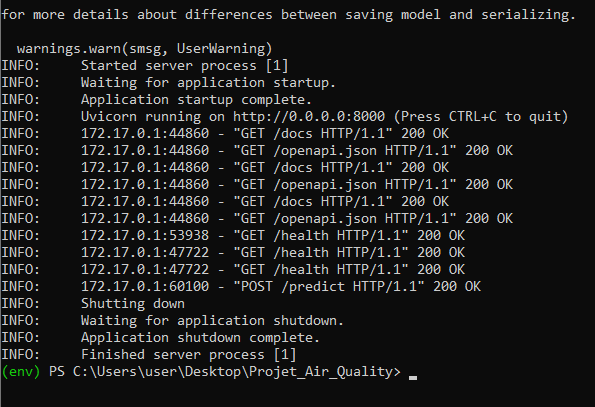 for more details about differences between saving model and serializing.
warnings.warn(smsg, UserWarning)
INFO:     Started server process [1]
INFO:     Waiting for application startup.
INFO:     Application startup complete.
INFO:     Uvicorn running on http://0.0.0.0:8000 (Press CTRL+C to quit)
INFO:     172.17.0.1:44860 - "GET /docs HTTP/1.1" 200 OK
INFO:     172.17.0.1:44860 - "GET /openapi.json HTTP/1.1" 200 OK
INFO:     172.17.0.1:44860 - "GET /docs HTTP/1.1" 200 OK
INFO:     172.17.0.1:44860 - "GET /openapi.json HTTP/1.1" 200 OK
INFO:     172.17.0.1:44860 - "GET /docs HTTP/1.1" 200 OK
INFO:     172.17.0.1:44860 - "GET /openapi.json HTTP/1.1" 200 OK
INFO:     172.17.0.1:53938 - "GET /health HTTP/1.1" 200 OK
INFO:     172.17.0.1:47722 - "GET /health HTTP/1.1" 200 OK
INFO:     172.17.0.1:47722 - "GET /health HTTP/1.1" 200 OK
INFO:     172.17.0.1:60100 - "POST /predict HTTP/1.1" 200 OK
INFO:     Shutting down
INFO:     Waiting for application shutdown.
INFO:     Application shutdown complete.
INFO:     Finished server process [1]
(env) PS C:\Users\user\Desktop\Projet_Air_Quality>